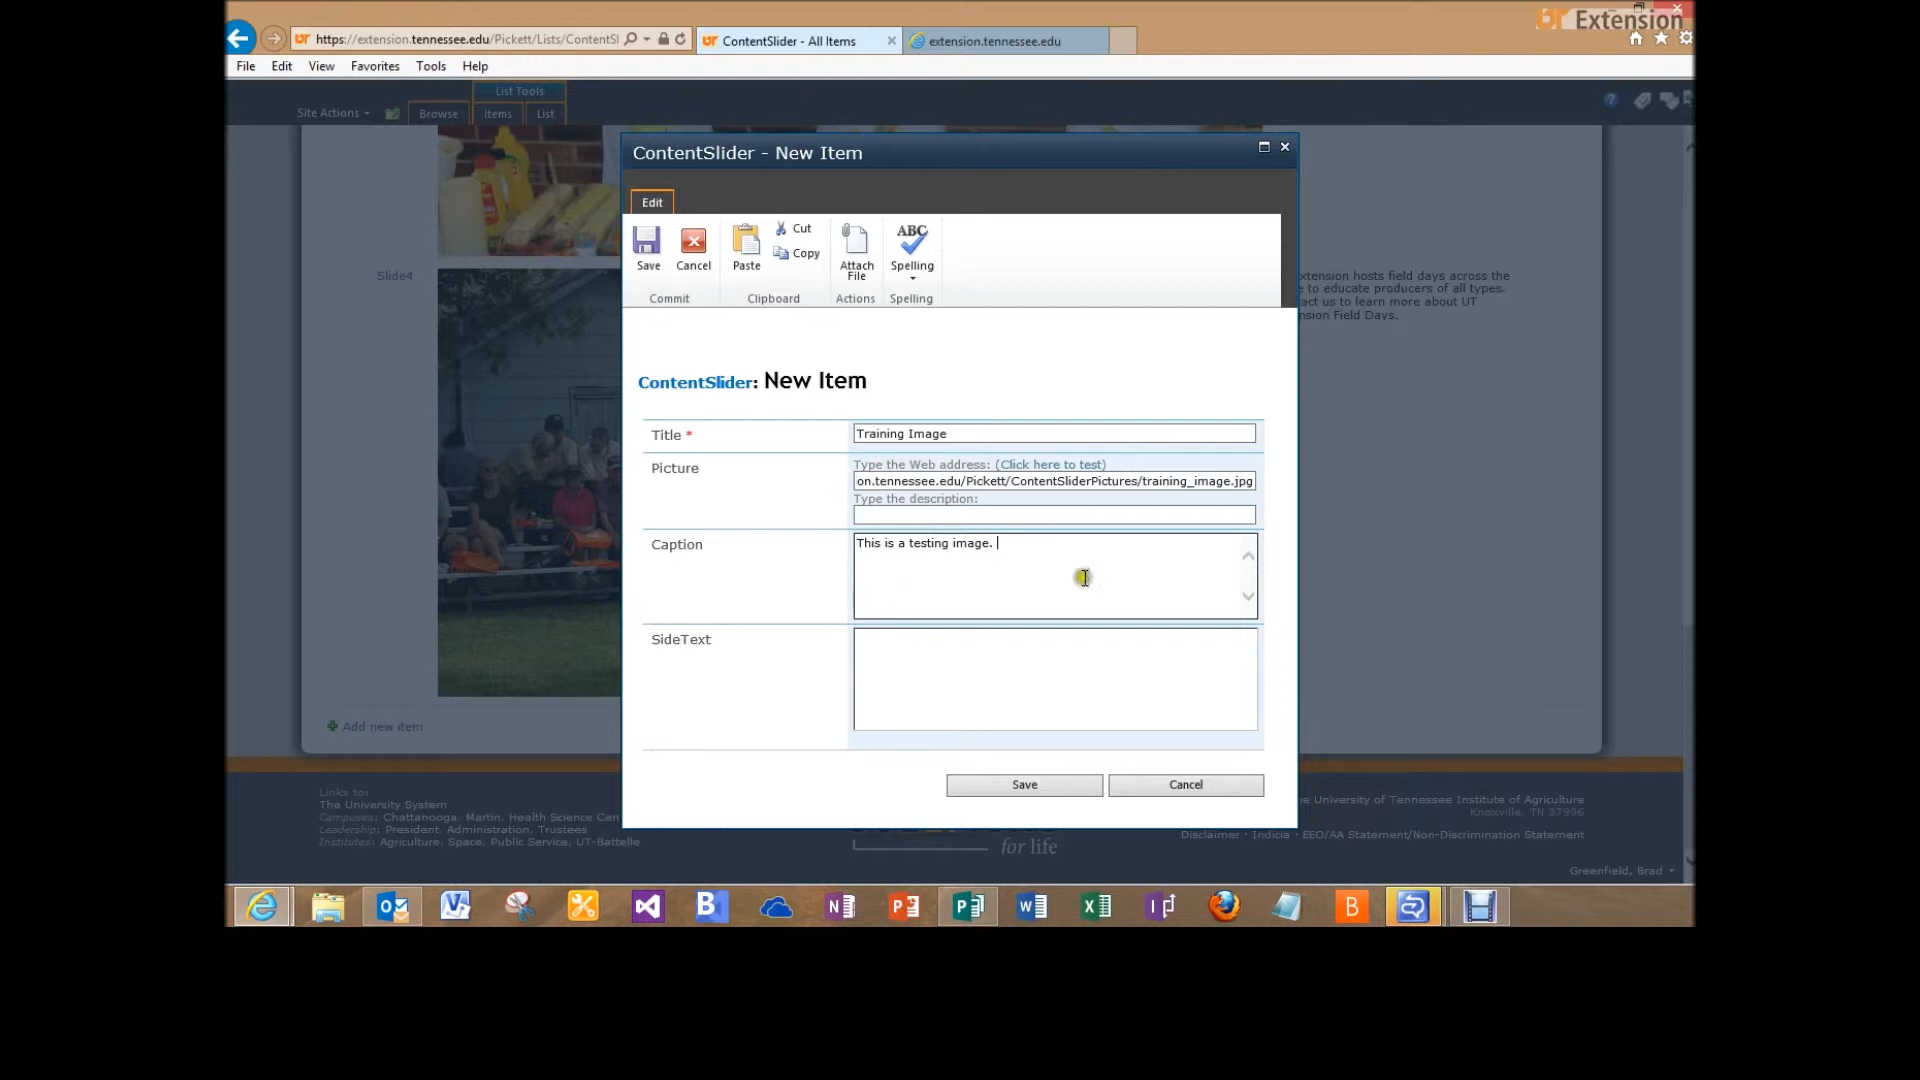 UT Extension
https://extension.tennessee.edu/Pickett/Lists/ContentSl
ContentSlider - All Items
extension.tennessee.edu
File Edit View Favorites Tools Help
List Tools
Site Actions
Browse
Items
List
ContentSlider - New Item
Edit
Save
Cancel
Paste
Cut
Copy
Attach File
ABC
Spelling
Commit
Clipboard
Actions
Spelling
Slide4
xtension hosts field days across the
e to educate producers of all types.
act us to learn more about UT
nsion Field Days.
ContentSlider: New Item
Title *
Training Image
Picture
Type the Web address: (Click here to test)
on.tennessee.edu/Pickett/ContentSliderPictures/training_image.jpg
Type the description:
Caption
This is a testing image.
SideText
Add new item
Save
Cancel
Links to:
The University System
Campuses: Chattanooga, Martin, Health Science Cen
Leadership: President, Administration, Trustees
Institutes: Agriculture, Space, Public Service, UT-Battelle
for life
e University of Tennessee Institute of Agriculture
Knoxville, TN 37996
Disclaimer · Indicia · EEO/AA Statement/Non-Discrimination Statement
Greenfield, Brad